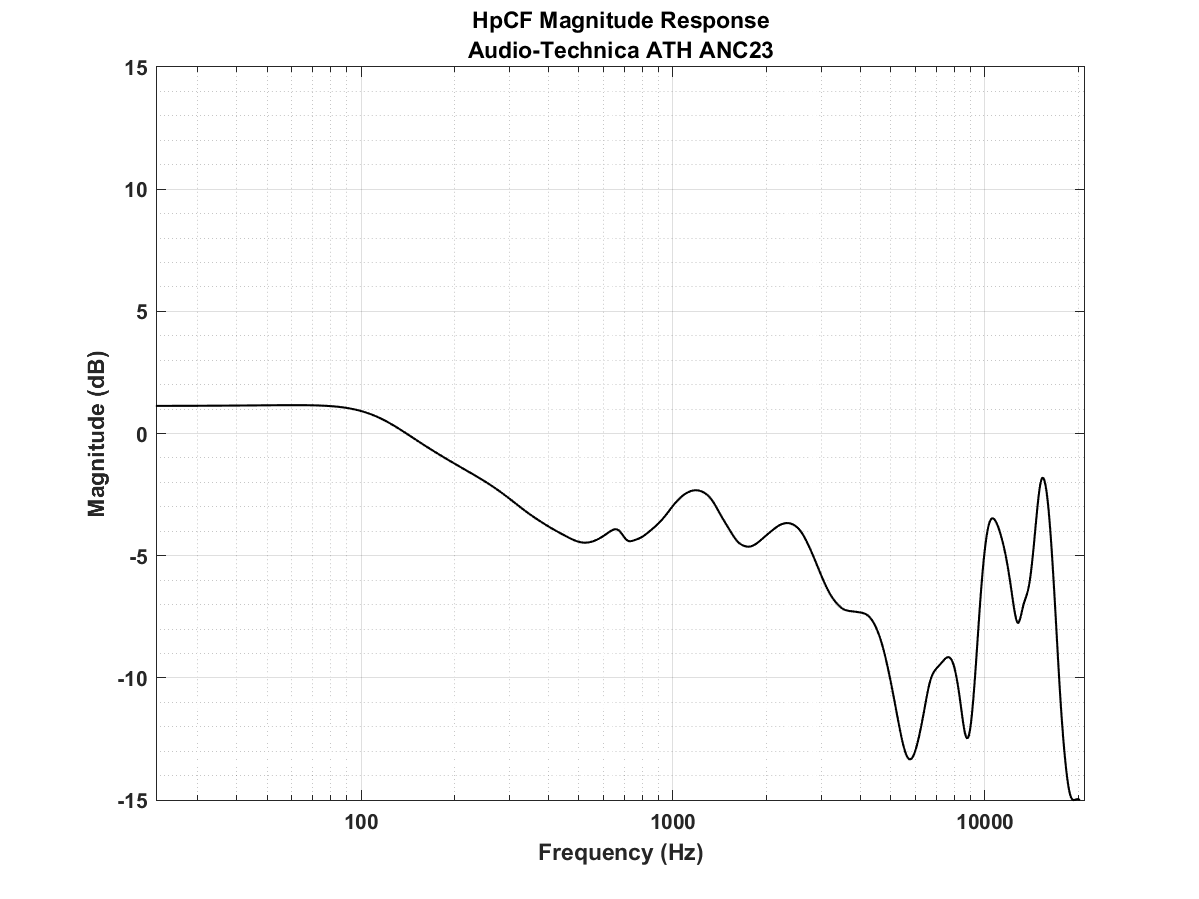 HpCF Magnitude Response
Audio-Technica ATH ANC23
15
10
5
0
-5
-10
-15
Magnitude (dB)
100
1000
10000
Frequency (Hz)